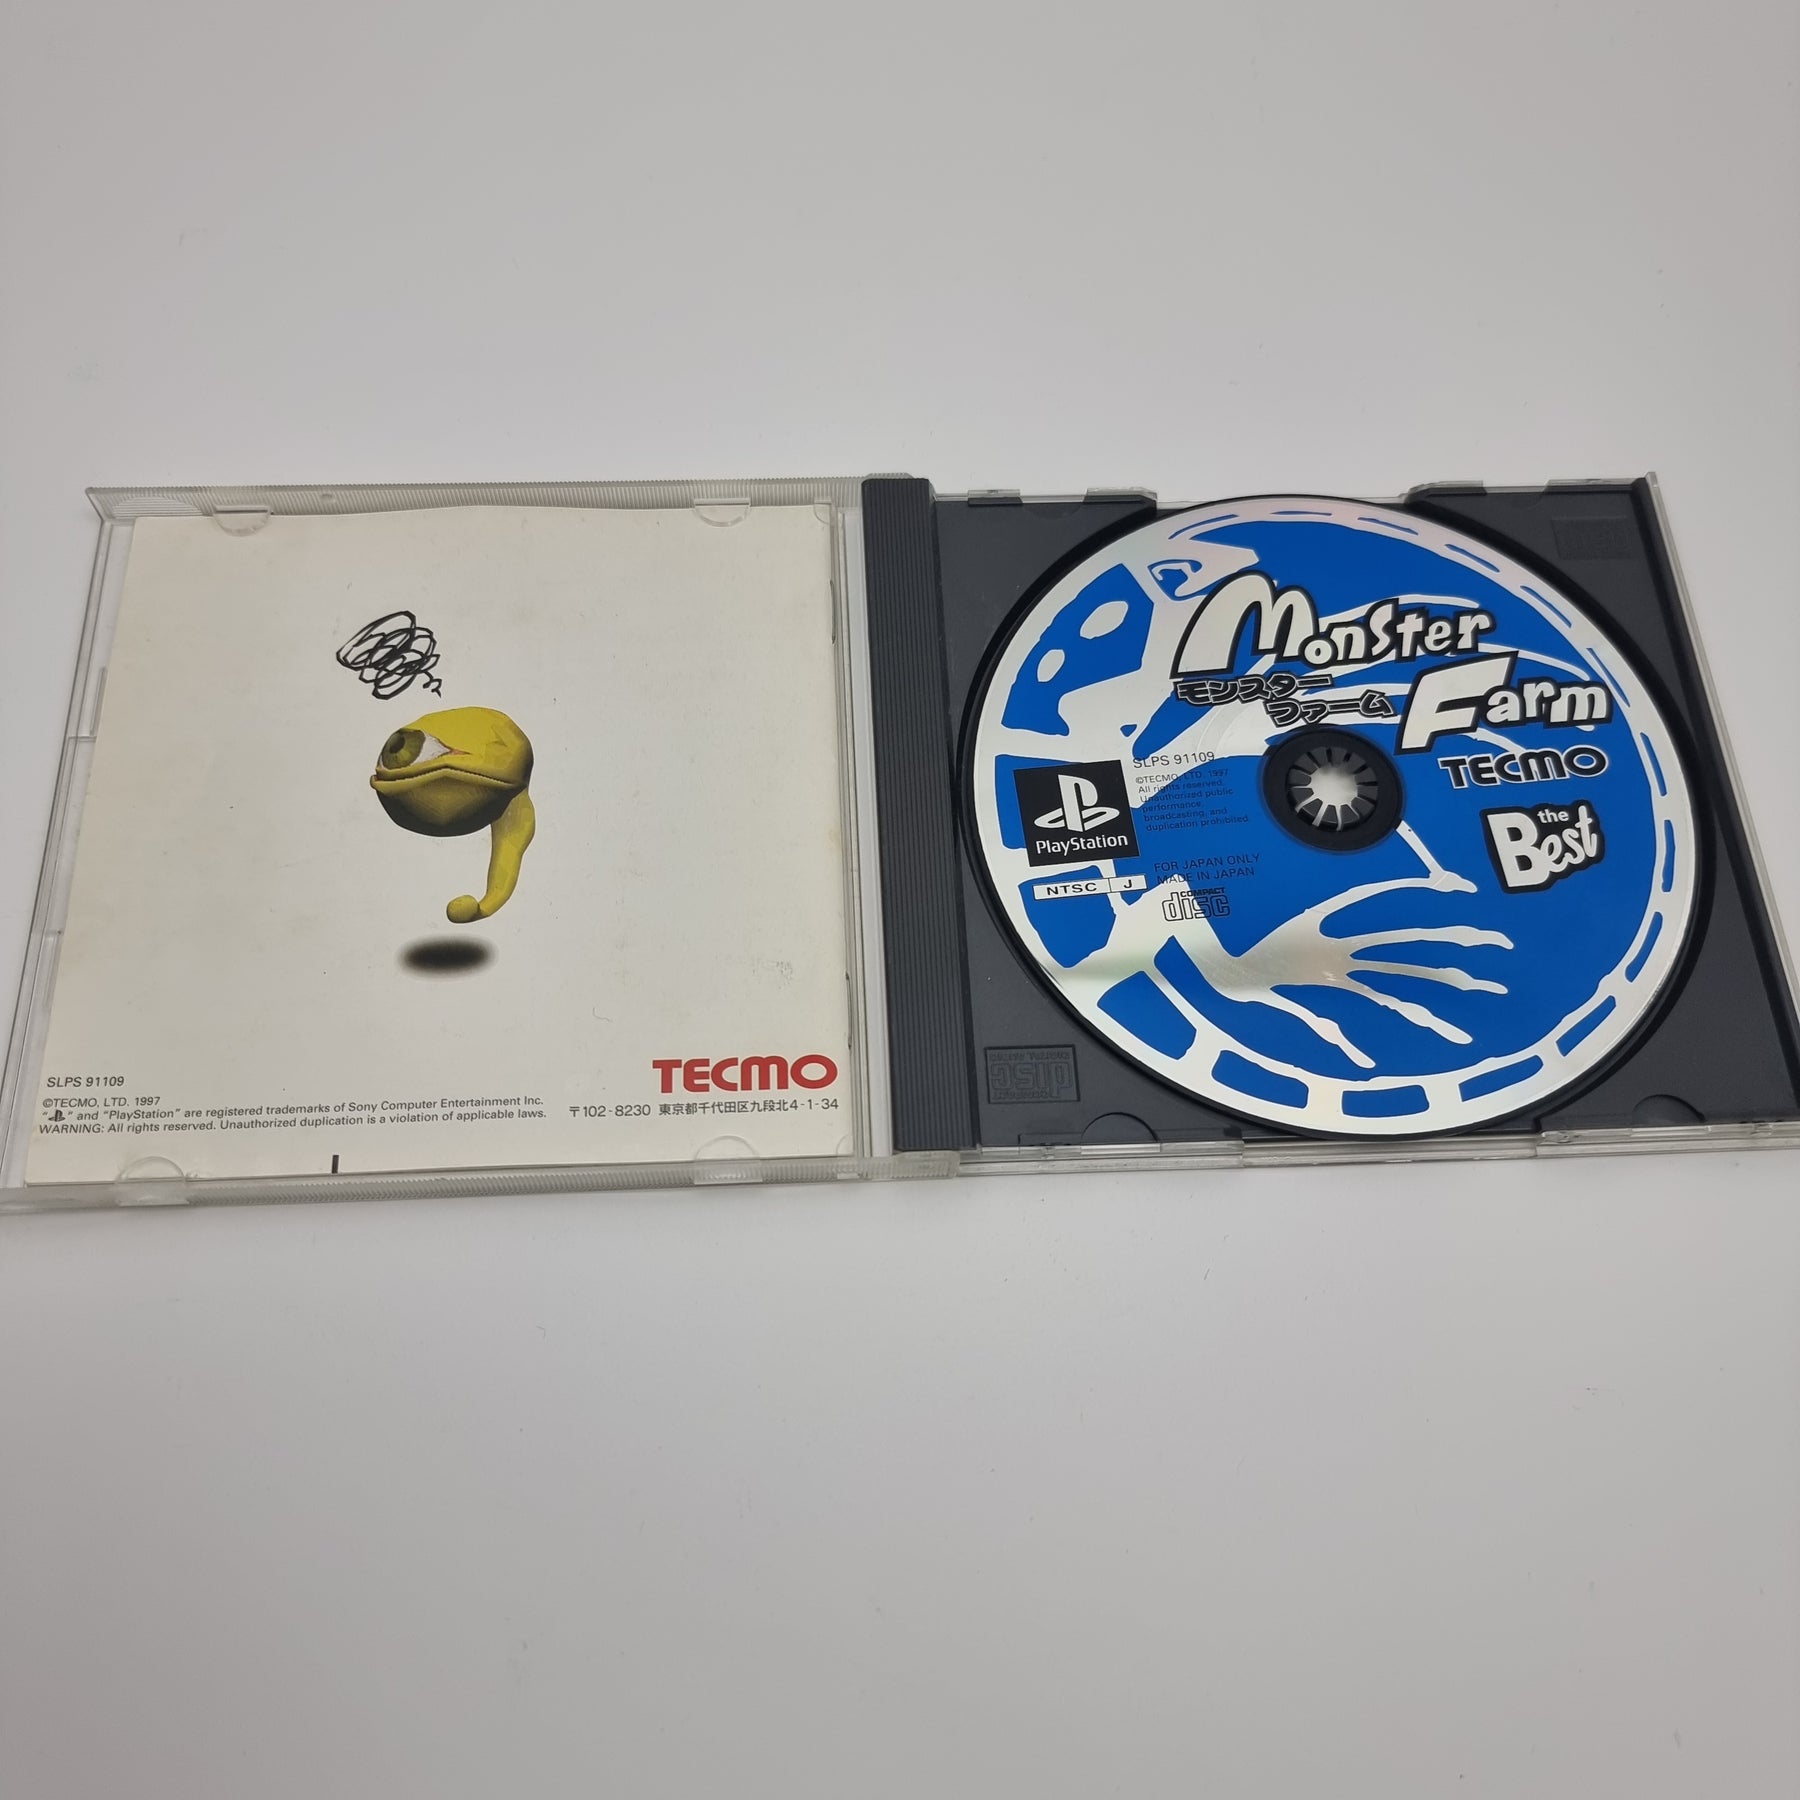 SLPS 91109
©TECMO, LTD. 1997
" " and "PlayStation" are registered trademarks of Sony Computer Entertainment Inc.
WARNING: All rights reserved. Unauthorized duplication is a violation of applicable laws.
TECMO
〒102-8230 東京都千代田区九段北4-1-34
Monster
Farm
モンスター
ファーム
TECMO
the
Best
SLPS 91109
©TECMO, LTD. 1997
All rights reserved.
Unauthorized public
performance,
broadcasting, and
duplication prohibited.
PlayStation
NTSC J
FOR JAPAN ONLY
MADE IN JAPAN
COMPACT
disc